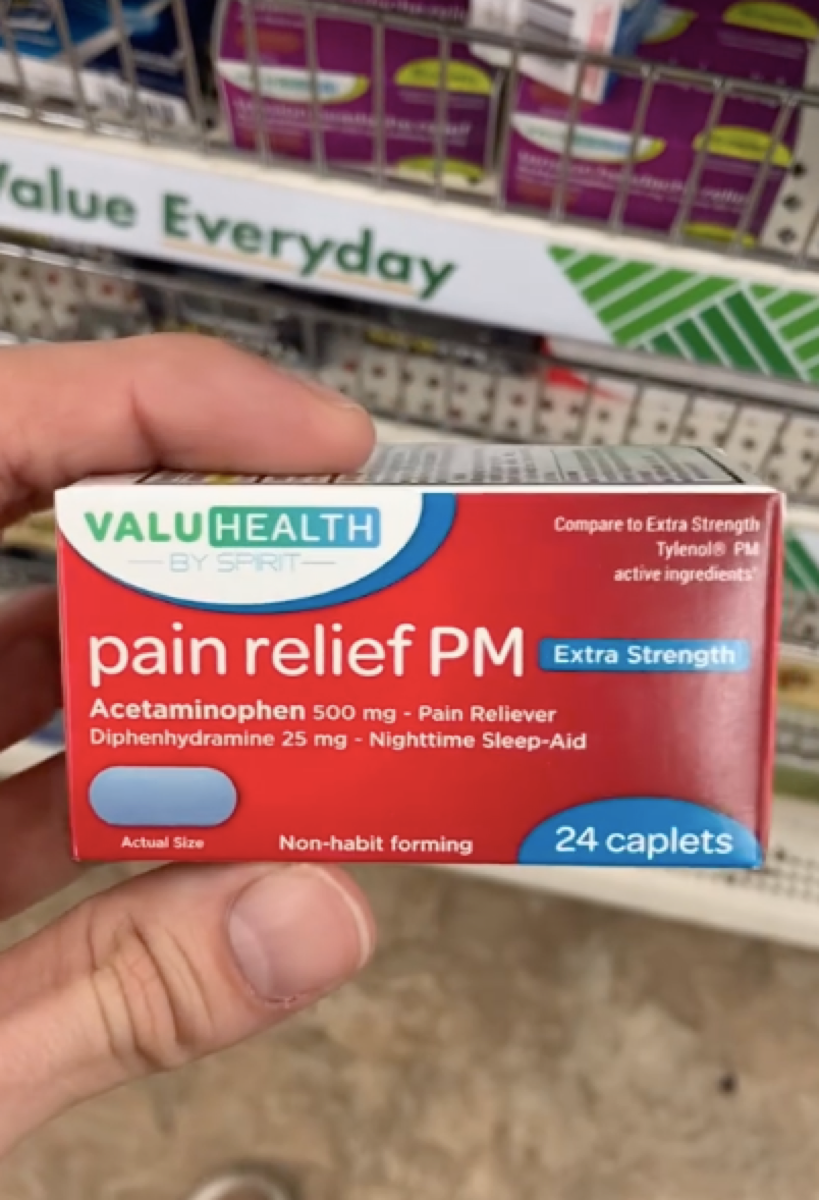 Value Everyday
VALUHEALTH
BY SPIRIT
Compare to Extra Strength
Tylenol® PM
active ingredients*
pain relief PM
Extra Strength
Acetaminophen 500 mg - Pain Reliever
Diphenhydramine 25 mg - Nighttime Sleep-Aid
Actual Size
Non-habit forming
24 caplets